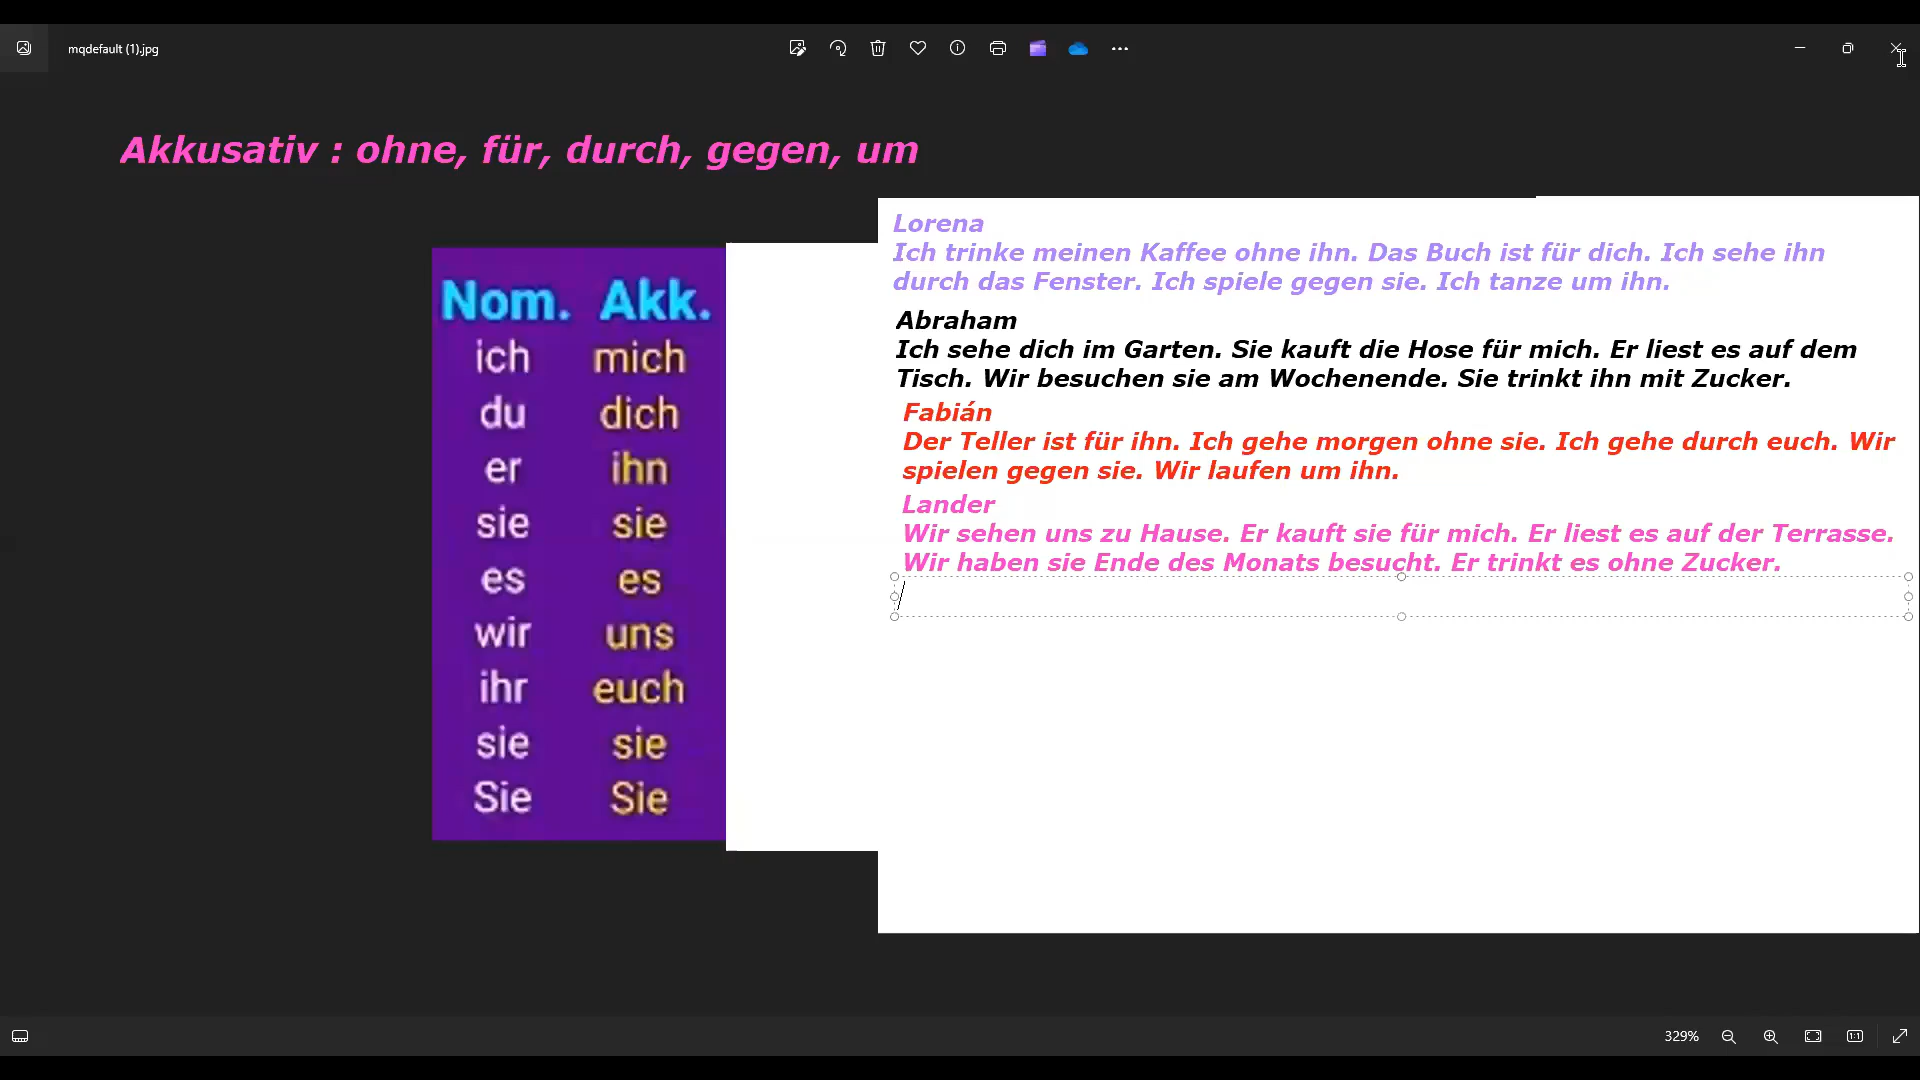 mqdefault (1).jpg
Akkusativ : ohne, für, durch, gegen, um
Nom. Akk.
ich mich
du dich
er ihn
sie sie
es es
wir uns
ihr euch
sie sie
Sie Sie
Lorena
Ich trinke meinen Kaffee ohne ihn. Das Buch ist für dich. Ich sehe ihn
durch das Fenster. Ich spiele gegen sie. Ich tanze um ihn.
Abraham
Ich sehe dich im Garten. Sie kauft die Hose für mich. Er liest es auf dem
Tisch. Wir besuchen sie am Wochenende. Sie trinkt ihn mit Zucker.
Fabián
Der Teller ist für ihn. Ich gehe morgen ohne sie. Ich gehe durch euch. Wir
spielen gegen sie. Wir laufen um ihn.
Lander
Wir sehen uns zu Hause. Er kauft sie für mich. Er liest es auf der Terrasse.
Wir haben sie Ende des Monats besucht. Er trinkt es ohne Zucker.
329%
1:1